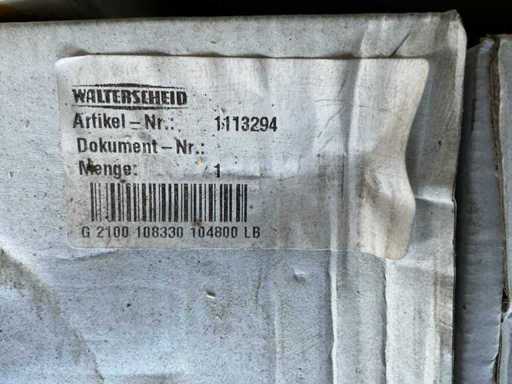 WALTERSCHEID
Artikel-Nr.: 1113294
Dokument-Nr.:
Menge: 1
G 2100 108330 104800 LB